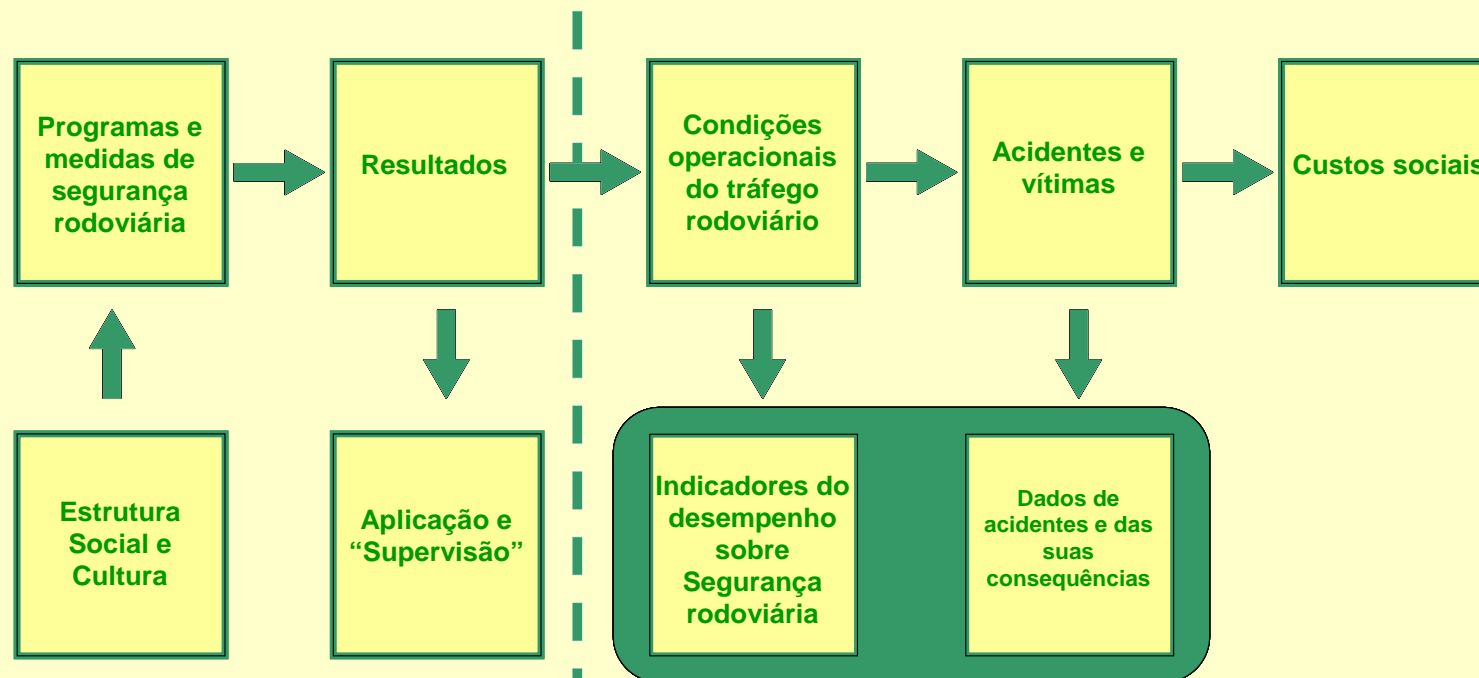 Programas e
medidas de
segurança
rodoviária
Resultados
Condições
operacionais
do tráfego
rodoviário
Acidentes e
vítimas
Custos sociais
Estrutura
Social e
Cultura
Aplicação e
“Supervisão”
Indicadores do
desempenho
sobre
Segurança
rodoviária
Dados de
acidentes e das
suas
consequências